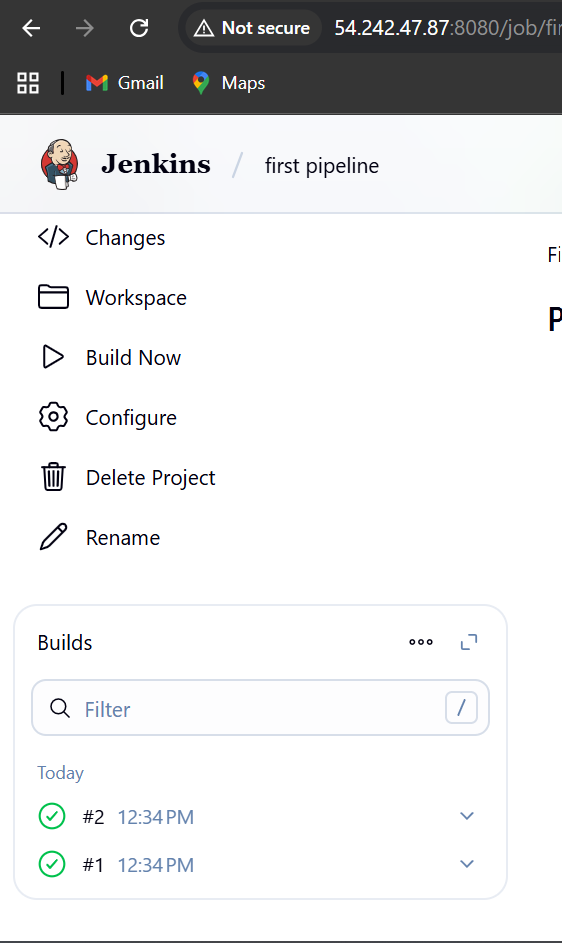 Not secure 54.242.47.87:8080/job/fi
Gmail Maps
Jenkins / first pipeline
Changes
Fi
Workspace
P
Build Now
Configure
Delete Project
Rename
Builds
Filter /
Today
#2 12:34 PM
#1 12:34 PM